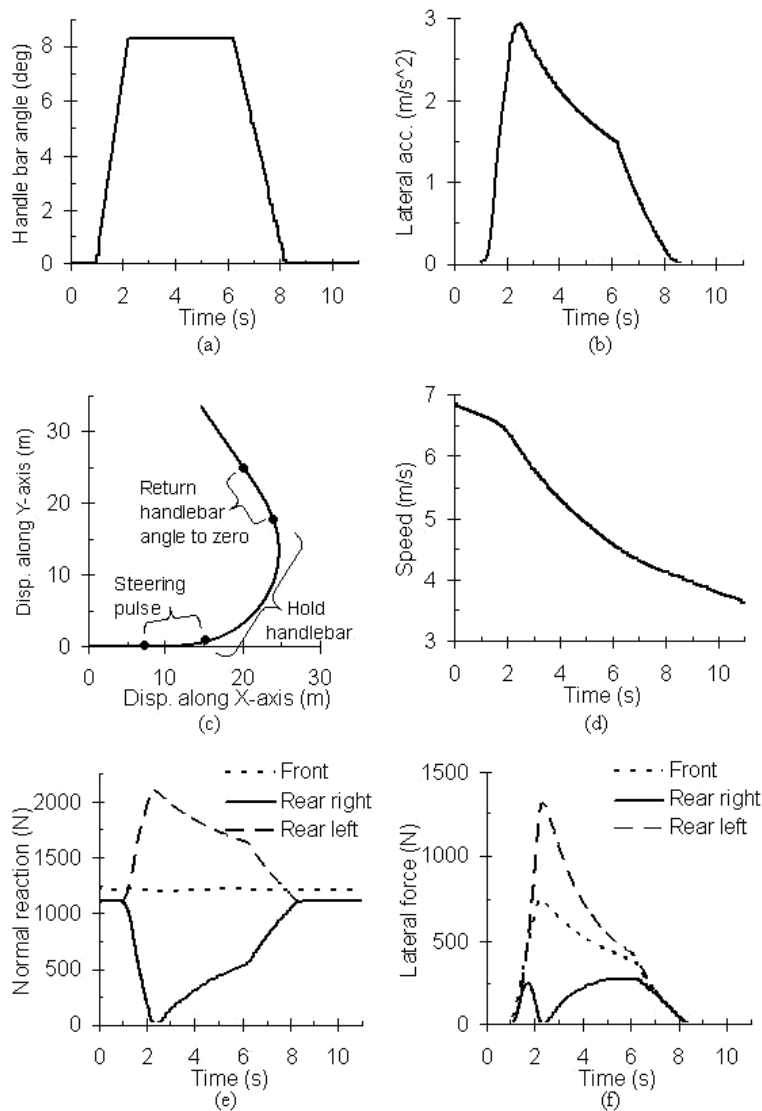 Handle bar angle (deg)
8
6
4
2
0
0 2 4 6 8 10
Time (s)
(a)
Lateral acc. (m/s^2)
3
2
1
0
0 2 4 6 8 10
Time (s)
(b)
Disp. along Y-axis (m)
30
20
10
0
Return
handlebar
angle to zero
Steering
pulse
Hold
handlebar
0 10 20 30
Disp. along X-axis (m)
(c)
Speed (m/s)
7
6
5
4
3
0 2 4 6 8 10
Time (s)
(d)
Normal reaction (N)
2000
1500
1000
500
0
Front
Rear right
Rear left
0 2 4 6 8 10
Time (s)
(e)
Lateral force (N)
1500
1000
500
0
Front
Rear right
Rear left
0 2 4 6 8 10
Time (s)
(f)